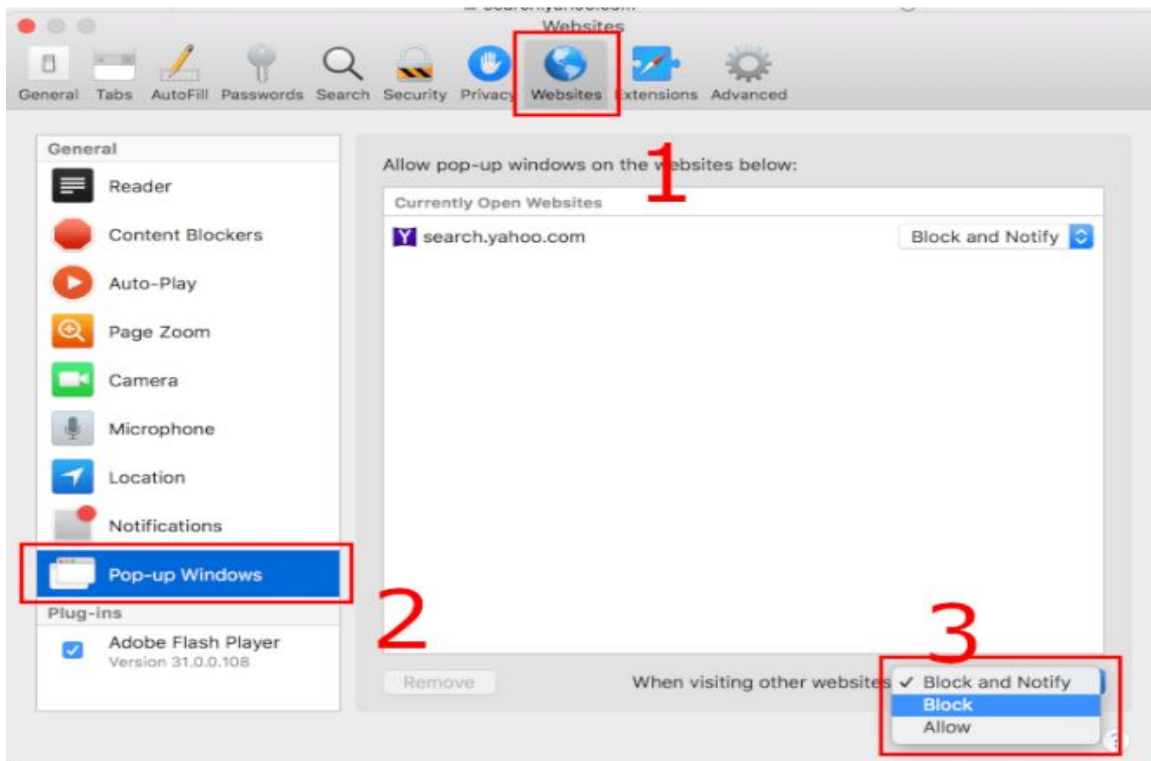 search.yahoo.com
Websites
General Tabs AutoFill Passwords Search Security Privacy Websites Extensions Advanced
General
Reader
Content Blockers
Auto-Play
Page Zoom
Camera
Microphone
Location
Notifications
Pop-up Windows
Plug-ins
Adobe Flash Player
Version 31.0.0.108
1
Allow pop-up windows on the websites below:
Currently Open Websites
Y search.yahoo.com Block and Notify
2
3
Remove When visiting other websites ✓ Block and Notify
Block
Allow
?